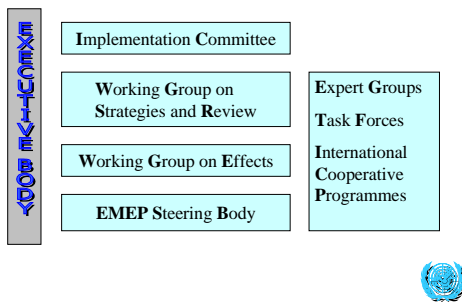 EXECUTIVE BODY
Implementation Committee
Working Group on
Strategies and Review
Working Group on Effects
EMEP Steering Body
Expert Groups
Task Forces
International
Cooperative
Programmes